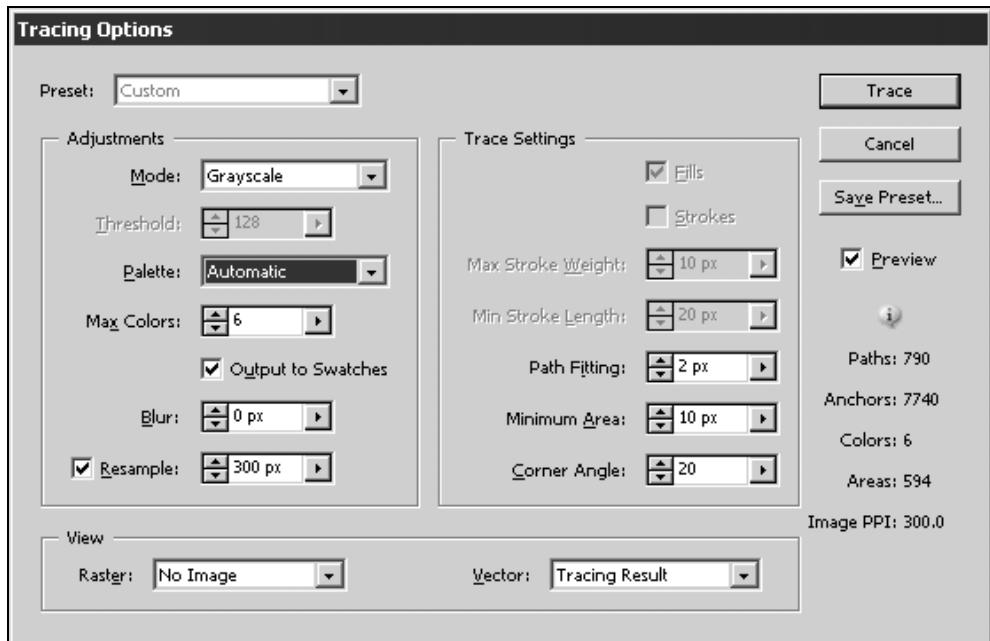 Tracing Options
Preset: Custom
Trace
Cancel
Save Preset...
Preview
Adjustments
Mode: Grayscale
Threshold: 128
Palette: Automatic
Max Colors: 6
Output to Swatches
Blur: 0 px
Resample: 300 px
Trace Settings
Fills
Strokes
Max Stroke Weight: 10 px
Min Stroke Length: 20 px
Path Fitting: 2 px
Minimum Area: 10 px
Corner Angle: 20
Paths: 790
Anchors: 7740
Colors: 6
Areas: 594
Image PPI: 300.0
View
Raster: No Image
Vector: Tracing Result